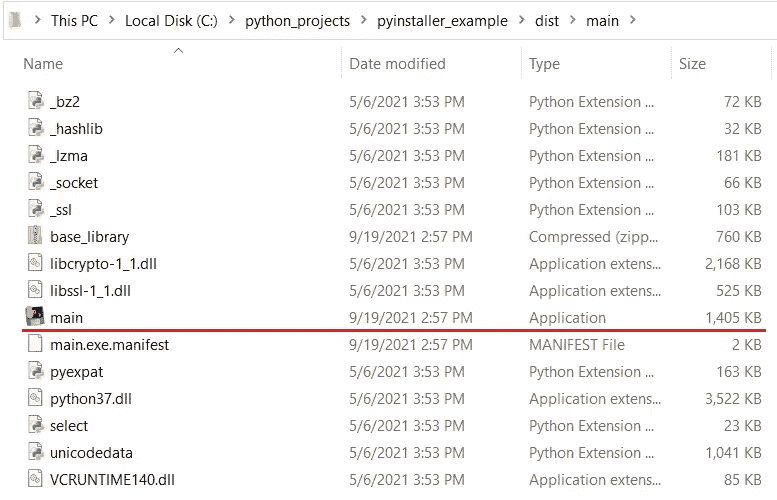 This PC > Local Disk (C:) > python_projects > pyinstaller_example > dist > main >
Name Date modified Type Size
_bz2 5/6/2021 3:53 PM Python Extension ... 72 KB
_hashlib 5/6/2021 3:53 PM Python Extension ... 32 KB
_lzma 5/6/2021 3:53 PM Python Extension ... 181 KB
_socket 5/6/2021 3:53 PM Python Extension ... 66 KB
_ssl 5/6/2021 3:53 PM Python Extension ... 103 KB
base_library 9/19/2021 2:57 PM Compressed (zipp... 760 KB
libcrypto-1_1.dll 5/6/2021 3:53 PM Application extens... 2,168 KB
libssl-1_1.dll 5/6/2021 3:53 PM Application extens... 525 KB
main 9/19/2021 2:57 PM Application 1,405 KB
main.exe.manifest 9/19/2021 2:57 PM MANIFEST File 2 KB
pyexpat 5/6/2021 3:53 PM Python Extension ... 163 KB
python37.dll 5/6/2021 3:53 PM Application extens... 3,522 KB
select 5/6/2021 3:53 PM Python Extension ... 23 KB
unicodedata 5/6/2021 3:53 PM Python Extension ... 1,041 KB
VCRUNTIME140.dll 5/6/2021 3:53 PM Application extens... 85 KB